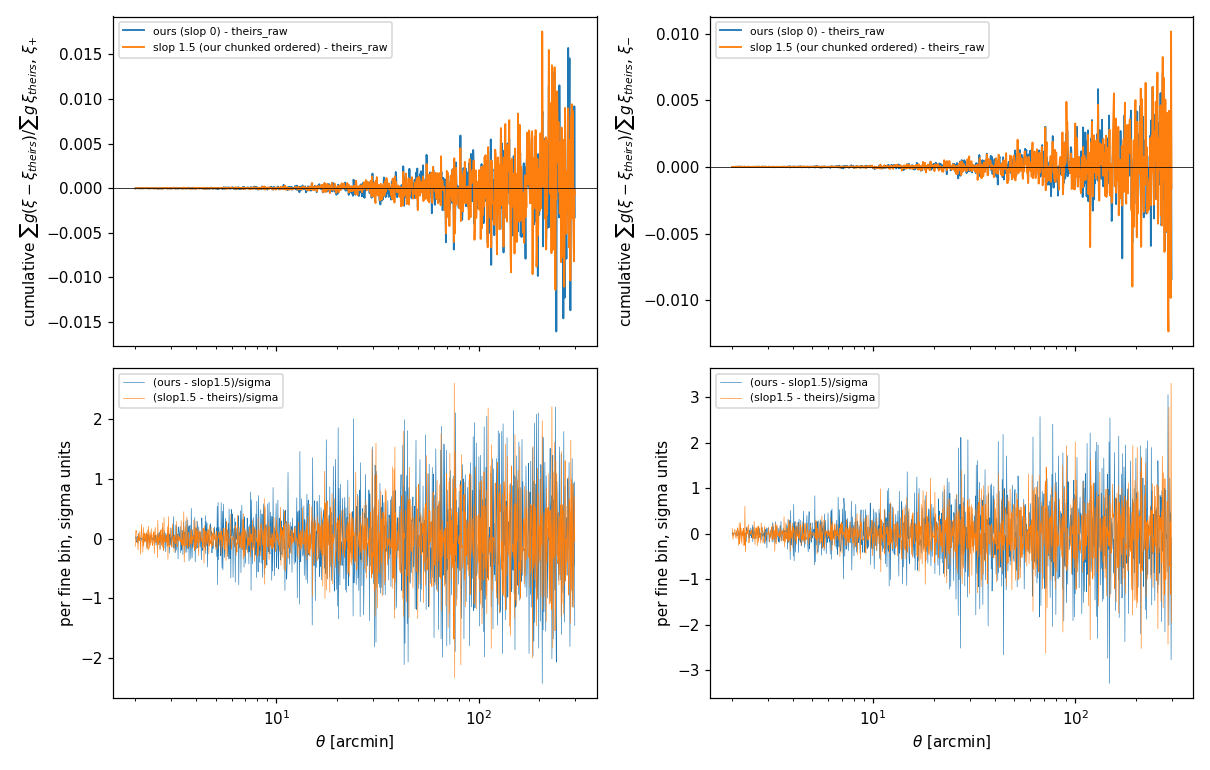 cumulative ∑g(ξ − ξ_theirs)/∑g ξ_theirs, ξ₊
ours (slop 0) - theirs_raw
slop 1.5 (our chunked ordered) - theirs_raw
0.015
0.010
0.005
0.000
−0.005
−0.010
−0.015
cumulative ∑g(ξ − ξ_theirs)/∑g ξ_theirs, ξ₋
ours (slop 0) - theirs_raw
slop 1.5 (our chunked ordered) - theirs_raw
0.010
0.005
0.000
−0.005
−0.010
per fine bin, sigma units
(ours - slop1.5)/sigma
(slop1.5 - theirs)/sigma
2
1
0
−1
−2
10¹ 10²
θ [arcmin]
per fine bin, sigma units
(ours - slop1.5)/sigma
(slop1.5 - theirs)/sigma
3
2
1
0
−1
−2
−3
10¹ 10²
θ [arcmin]